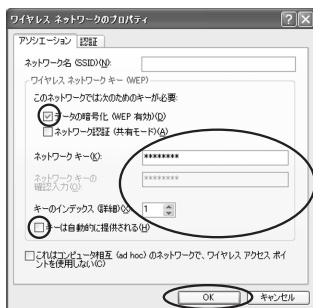 ワイヤレス ネットワークのプロパティ
アソシエーション 認証
ネットワーク名 (SSID)(N):
ワイヤレス ネットワーク キー (WEP)
このネットワークでは次のためのキーが必要:
データの暗号化 (WEP 有効)(D)
ネットワーク認証 (共有モード)(A)
ネットワーク キー(K): ********
ネットワーク キーの
確認入力(O): ********
キーのインデックス (詳細)(X): 1
キーは自動的に提供される(H)
これはコンピュータ相互 (ad hoc) のネットワークで、ワイヤレス アクセス ポイ
ントを使用しない(C)
OK キャンセル